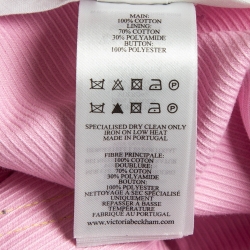 MAIN:
100% COTTON
LINING:
70% COTTON
30% POLYAMIDE
BUTTON:
100% POLYESTER
SPECIALISED DRY CLEAN ONLY
IRON ON LOW HEAT
MADE IN PORTUGAL
FIBRE PRINCIPALE:
100% COTTON
DOUBLURE:
70% COTTON
30% POLYAMIDE
BOUTON:
100% POLYESTER
NETTOYAGE A SEC SPÉCIALISÉ
UNIQUEMENT
REPASSER A BASSE
TEMPÉRATURE
FABRIQUE AU PORTUGAL
www.victoriabeckham.com